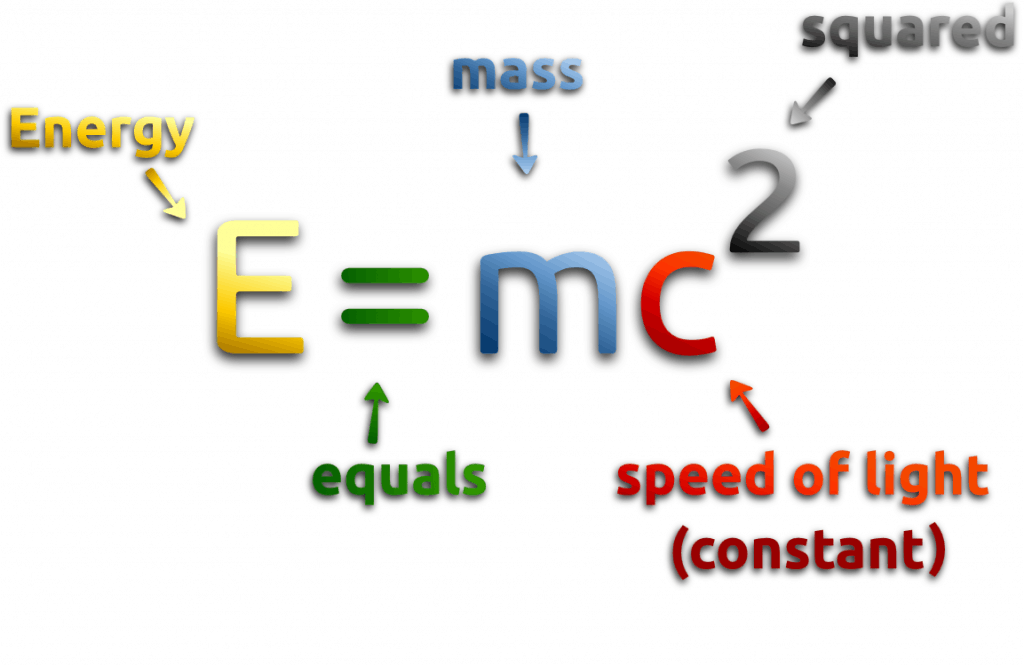 squared
mass
Energy
E=mc²
equals
speed of light
(constant)